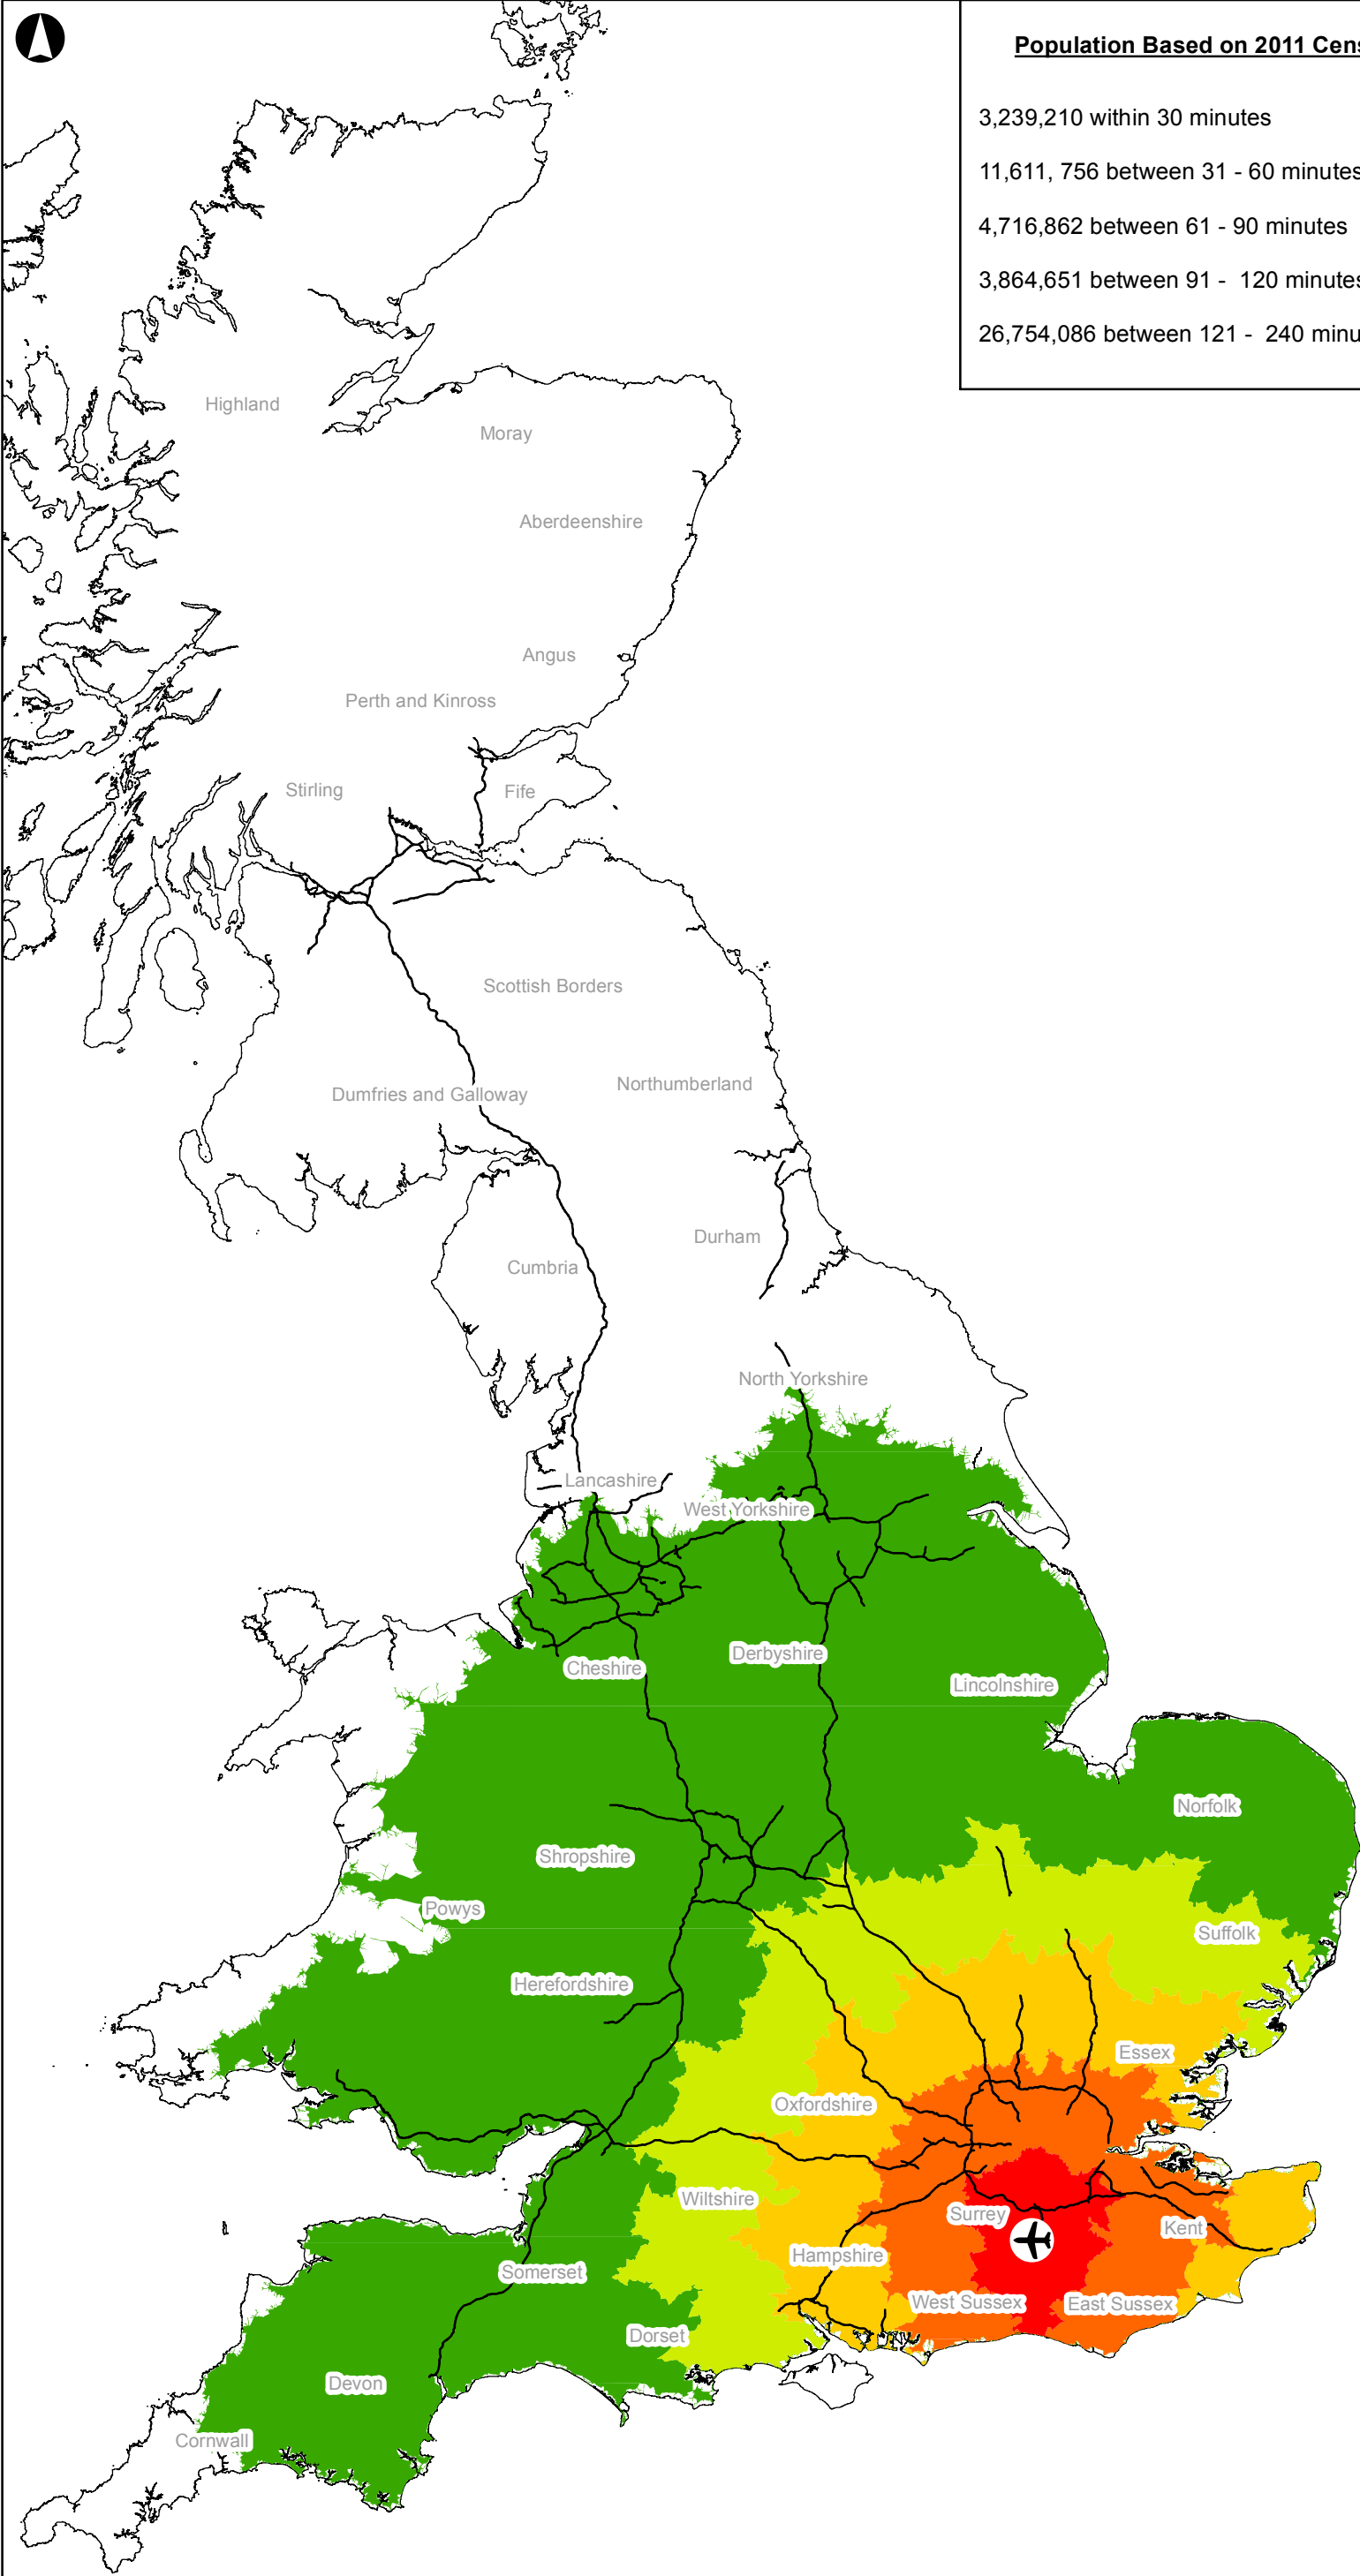 Population Based on 2011 Cens
3,239,210 within 30 minutes
11,611, 756 between 31 - 60 minutes
4,716,862 between 61 - 90 minutes
3,864,651 between 91 -  120 minutes
26,754,086 between 121 -  240 minu
Highland
Moray
Aberdeenshire
Angus
Perth and Kinross
Stirling
Fife
Scottish Borders
Northumberland
Dumfries and Galloway
Durham
Cumbria
North Yorkshire
Lancashire
West Yorkshire
Derbyshire
Cheshire
Lincolnshire
Norfolk
Shropshire
Powys
Suffolk
Herefordshire
Essex
Oxfordshire
Wiltshire
Surrey
Kent
Hampshire
Somerset
West Sussex
East Sussex
Dorset
Devon
Cornwall